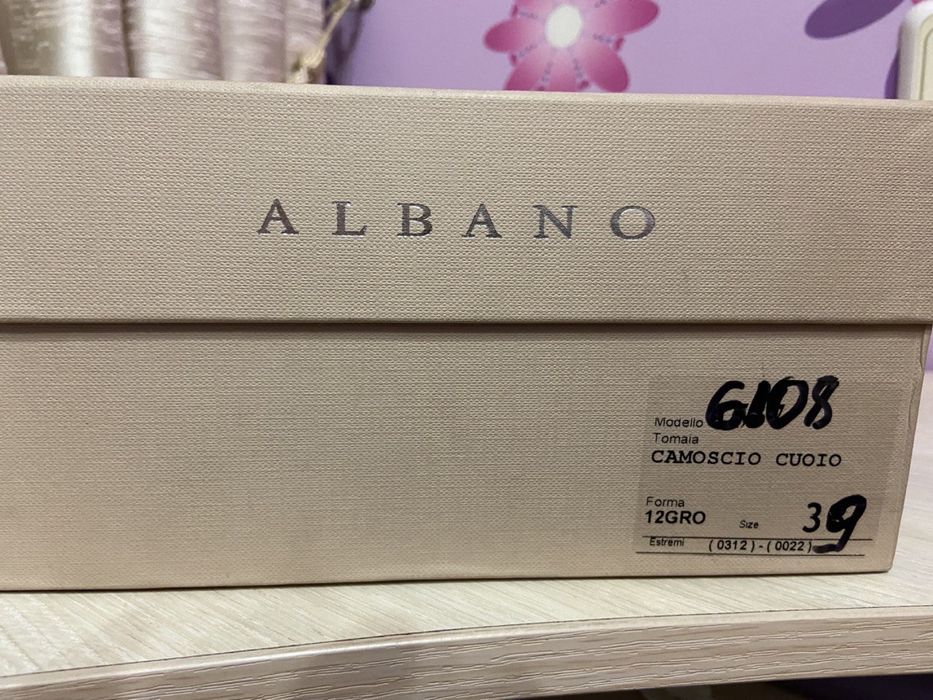 ALBANO
Modello 6108
Tomaia
CAMOSCIO CUOIO
Forma
12GRO Size 39
Estremi (0312)-(0022)